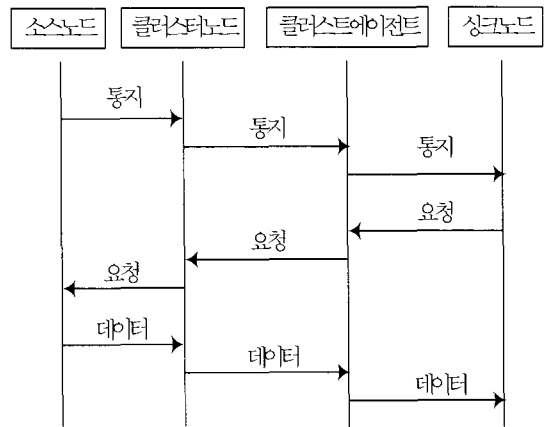 소스노드 클러스터노드 클러스트에이전트 싱크노드
통지
통지
통지
요청
요청
요청
데이터
데이터
데이터